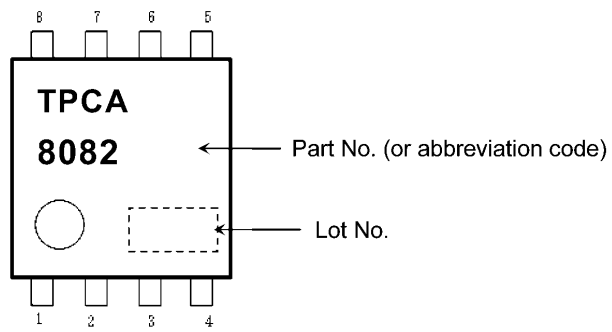 8 7 6 5
TPCA
8082
Part No. (or abbreviation code)
Lot No.
1 2 3 4